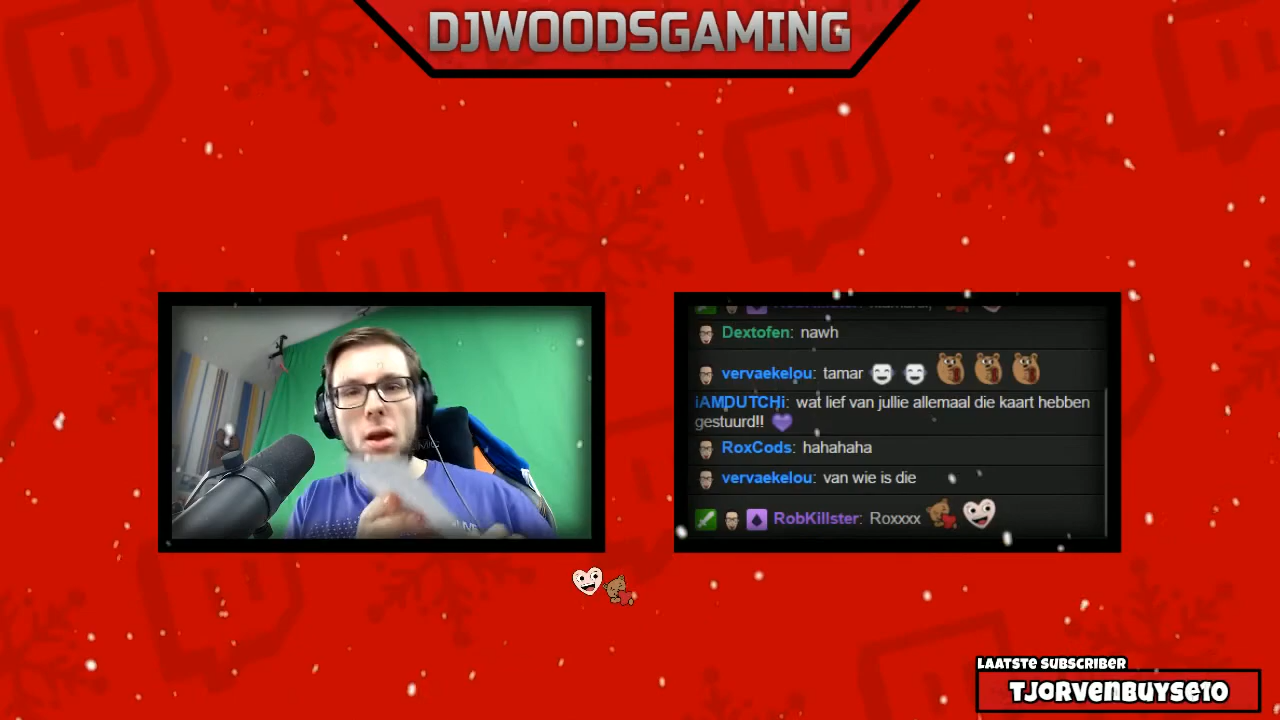 DJWOODSGAMING
Dextofen: nawh
vervaekelou: tamar
iAMDUTCHi: wat lief van jullie allemaal die kaart hebben
gestuurd!!
RoxCods: hahahaha
vervaekelou: van wie is die
RobKillster: Roxxxx
LAATSTE SUBSCRIBER
TJORVENBUYSE10